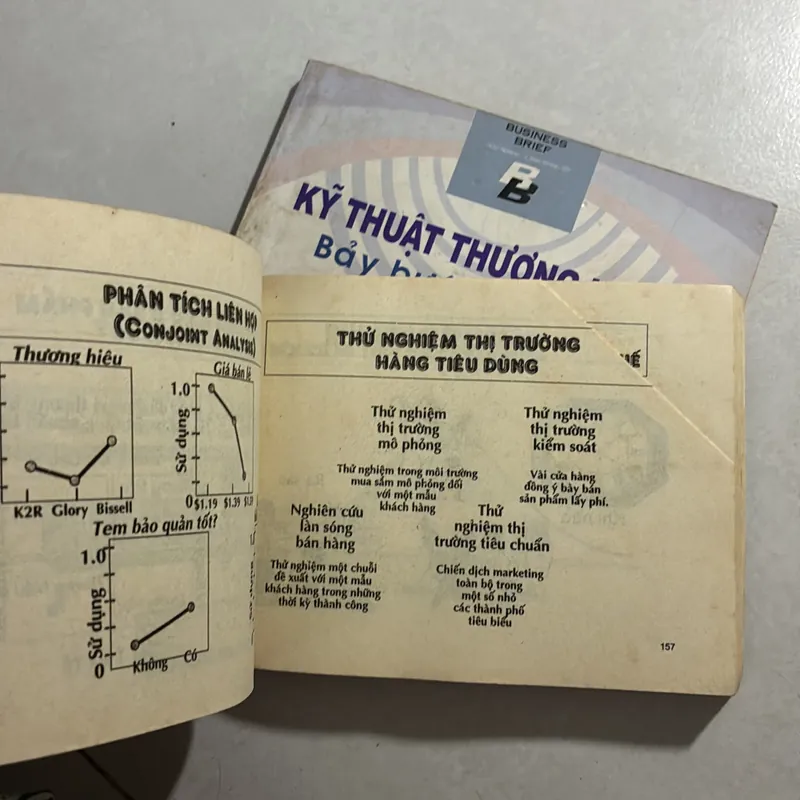 BUSINESS
BRIEF
B
B
KỸ THUẬT THƯƠNG
Bảy
PHÂN TÍCH LIÊN HỢP
(CONJOINT ANALYSIS)
Thương hiệu
K2R Glory Bissell
Giá bán lẻ
1.0
Sử dụng
0
$1.19 $1.39
Tem bảo quản tốt?
1.0
Sử dụng
0
Không Có
THỬ NGHIỆM THỊ TRƯỜNG
HÀNG TIÊU DÙNG
Thử nghiệm
thị trường
mô phỏng
Thử nghiệm trong môi trường
mua sắm mô phỏng đối
với một mẫu
khách hàng
Thử nghiệm
thị trường
kiểm soát
Vài cửa hàng
đồng ý bày bán
sản phẩm lấy phí.
Nghiên cứu
làn sóng
bán hàng
Thử nghiệm một chuỗi
đề xuất với một mẫu
khách hàng trong những
thời kỳ thành công
Thử
nghiệm thị
trường tiêu chuẩn
Chiến dịch marketing
toàn bộ trong
một số nhỏ
các thành phố
tiêu biểu
157